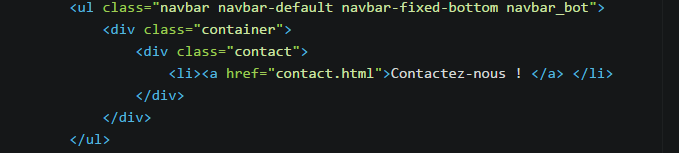 <ul class="navbar navbar-default navbar-fixed-bottom navbar_bot">
<div class="container">
<div class="contact">
<li><a href="contact.html">Contactez-nous ! </a> </li>
</div>
</div>
</ul>